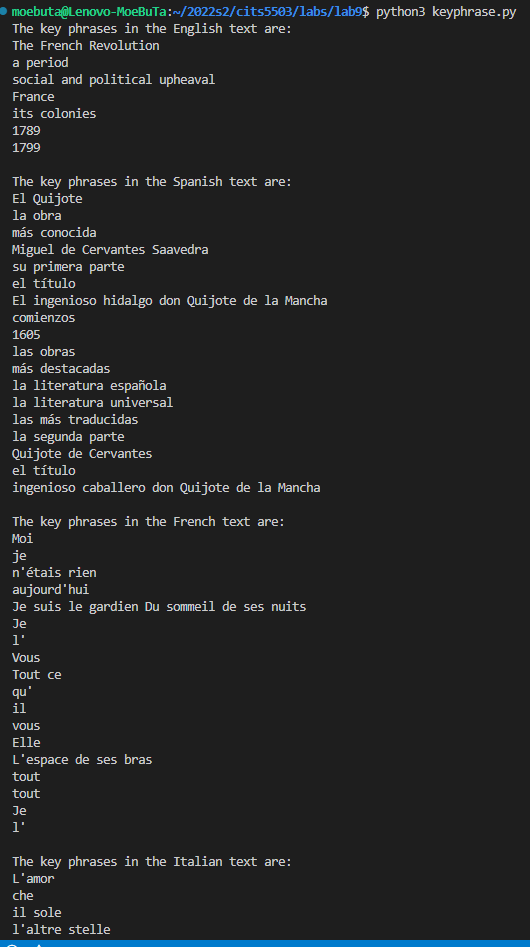 moebuta@Lenovo-MoeBuTa:~/2022s2/cits5503/labs/lab9$ python3 keyphrase.py
The key phrases in the English text are:
The French Revolution
a period
social and political upheaval
France
its colonies
1789
1799
The key phrases in the Spanish text are:
El Quijote
la obra
más conocida
Miguel de Cervantes Saavedra
su primera parte
el título
El ingenioso hidalgo don Quijote de la Mancha
comienzos
1605
las obras
más destacadas
la literatura española
la literatura universal
las más traducidas
la segunda parte
Quijote de Cervantes
el título
ingenioso caballero don Quijote de la Mancha
The key phrases in the French text are:
Moi
je
n'étais rien
aujourd'hui
Je suis le gardien Du sommeil de ses nuits
Je
l'
Vous
Tout ce
qu'
il
vous
Elle
L'espace de ses bras
tout
tout
Je
l'
The key phrases in the Italian text are:
L'amor
che
il sole
l'altre stelle